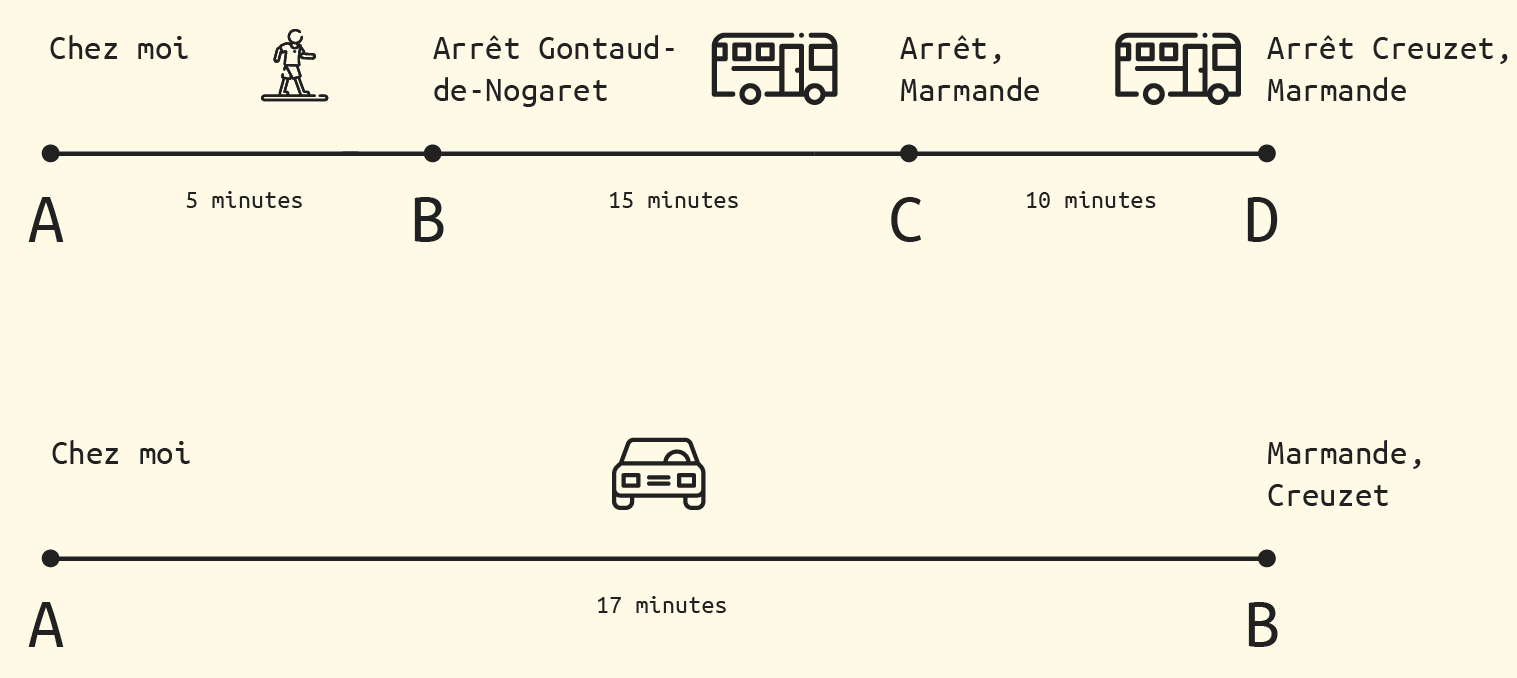 Chez moi
Arrêt Gontaud-
de-Nogaret
Arrêt,
Marmande
Arrêt Creuzet,
Marmande
5 minutes
15 minutes
10 minutes
A
B
C
D
Chez moi
Marmande,
Creuzet
17 minutes
A
B